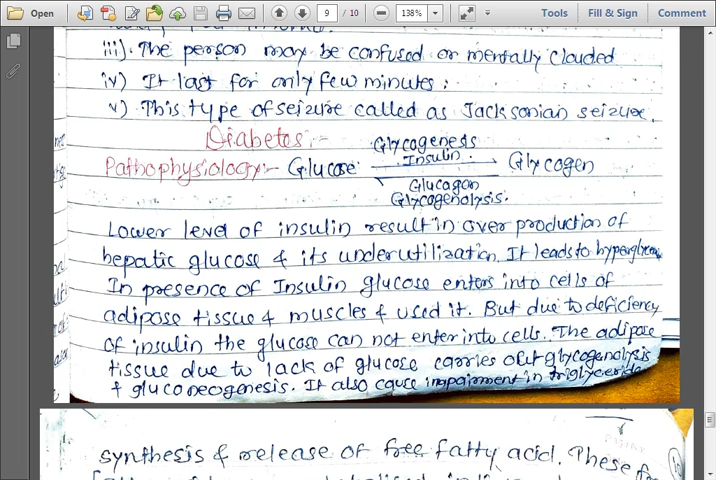 Open
9 / 10
138%
Tools
Fill & Sign
Comment
iii). The person may be confused or mentally clouded
iv) It last for only few minutes.
v) This type of seizure called as Jacksonian seizure.
Diabetes :-
Glycogenesis
Pathophysiology:- Glucose Insulin Glycogen
Glucagon
Glycogenolysis.
Lower level of insulin result in over production of
hepatic glucose & its underutilization. It leads to
In presence of Insulin glucose enters into cells of
adipose tissue & muscles & used it. But due to deficiency
of insulin the glucose can not enter into cells. The adipose
tissue due to lack of glucose carries out glycogenolysis
& gluconeogenesis. It also cause impairment in triglyceride
synthesis & release of free fatty acid. These